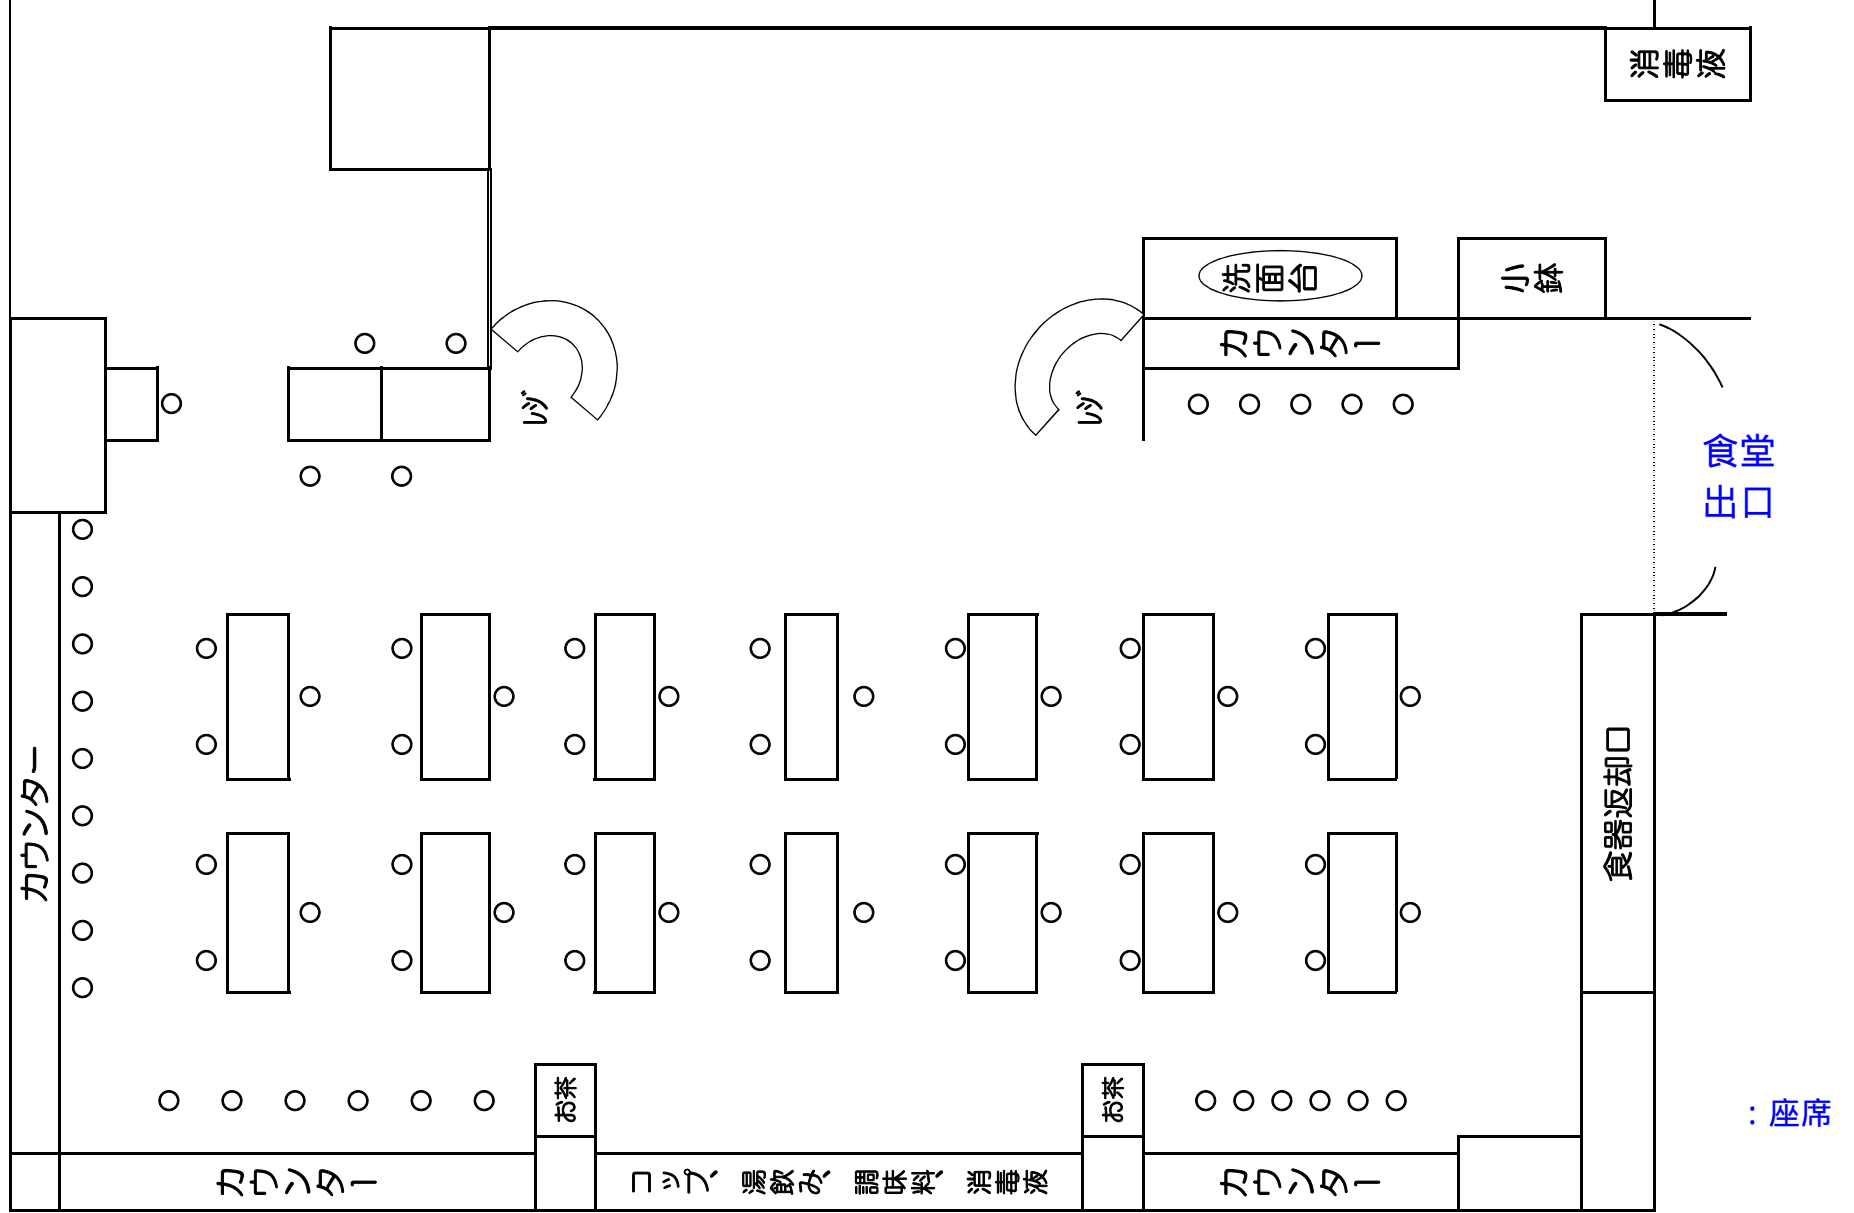 消毒液
洗面台
小鉢
カウンター
レジ
レジ
食堂
出口
カウンター
食器返却口
お茶
お茶
：座席
カウンター
コップ、湯飲み、調味料、消毒液
カウンター